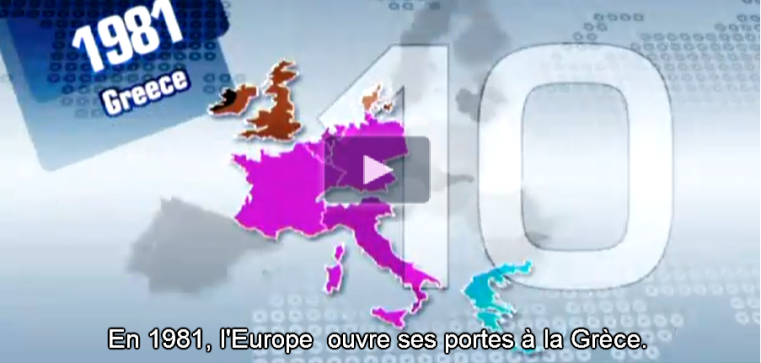 1981
Greece
10
En 1981, l'Europe  ouvre ses portes à la Grèce.